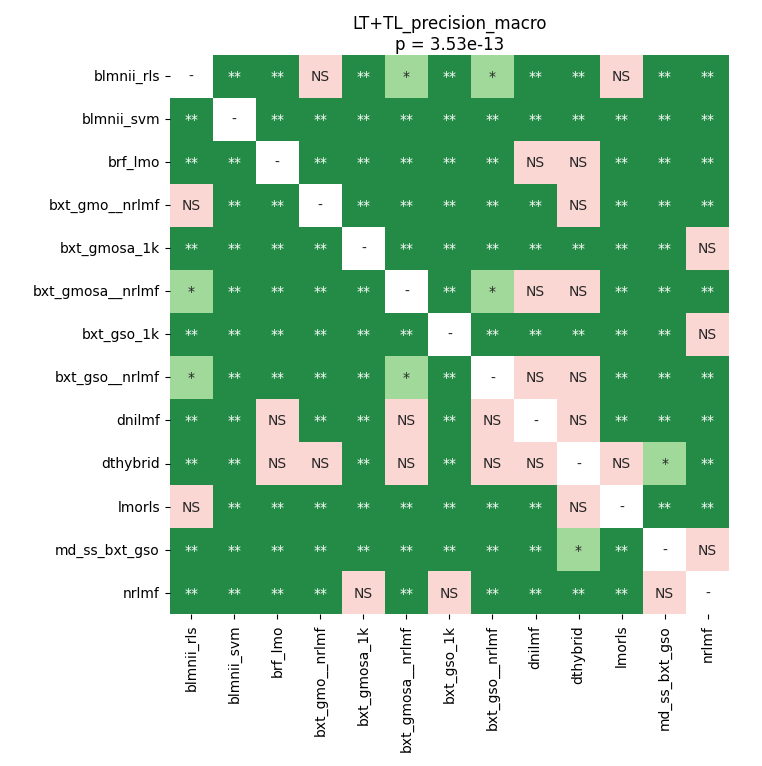 LT+TL_precision_macro
p = 3.53e-13
blmnii_rls - ** ** NS ** * ** * ** ** NS ** **
blmnii_svm ** - ** ** ** ** ** ** ** ** ** ** **
brf_lmo ** ** - ** ** ** ** ** NS NS ** ** **
bxt_gmo__nrlmf NS ** ** - ** ** ** ** ** NS ** ** **
bxt_gmosa_1k ** ** ** ** - ** ** ** ** ** ** ** NS
bxt_gmosa__nrlmf * ** ** ** ** - ** * NS NS ** ** **
bxt_gso_1k ** ** ** ** ** ** - ** ** ** ** ** NS
bxt_gso__nrlmf * ** ** ** ** * ** - NS NS ** ** **
dnilmf ** ** NS ** ** NS ** NS - NS ** ** **
dthybrid ** ** NS NS ** NS ** NS NS - NS * **
lmorls NS ** ** ** ** ** ** ** ** NS - ** **
md_ss_bxt_gso ** ** ** ** ** ** ** ** ** * ** - NS
nrlmf ** ** ** ** NS ** NS ** ** ** ** NS -
blmnii_rls
blmnii_svm
brf_lmo
bxt_gmo__nrlmf
bxt_gmosa_1k
bxt_gmosa__nrlmf
bxt_gso_1k
bxt_gso__nrlmf
dnilmf
dthybrid
lmorls
md_ss_bxt_gso
nrlmf